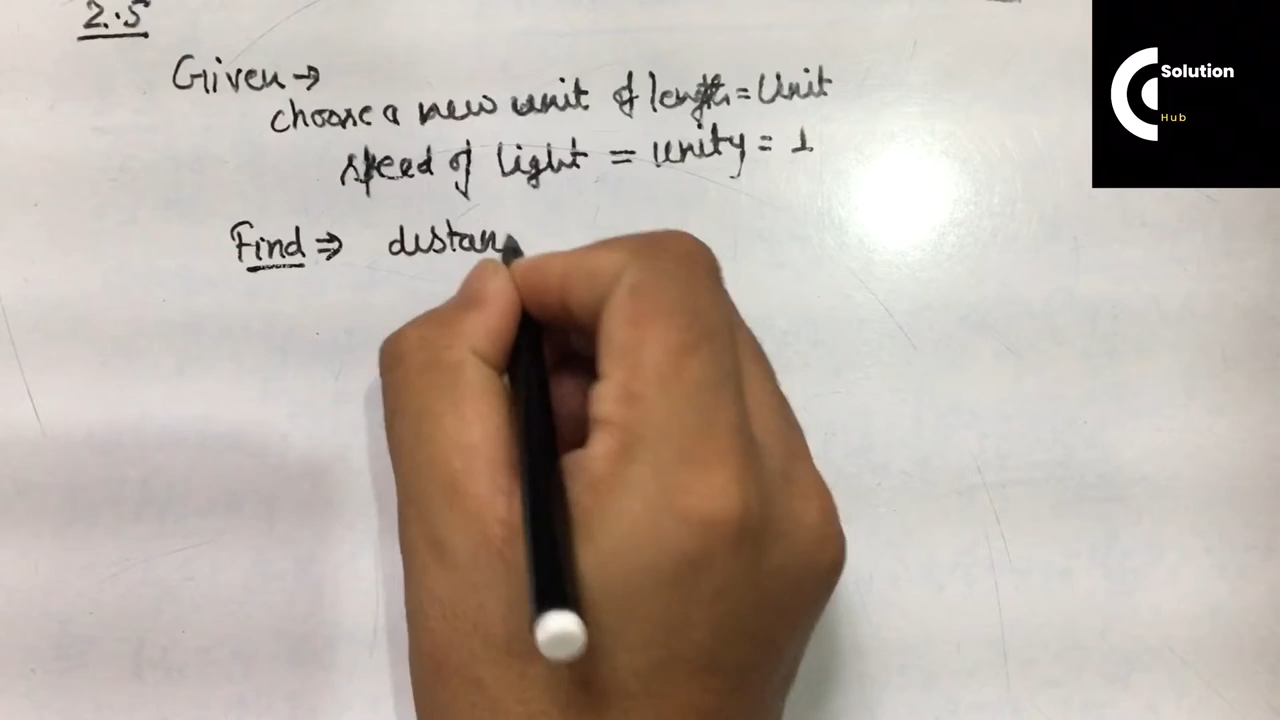 2.5
Given →
choose a new unit of length = Unit
speed of light = unity = 1
Find ⇒ distan
Solution
Hub